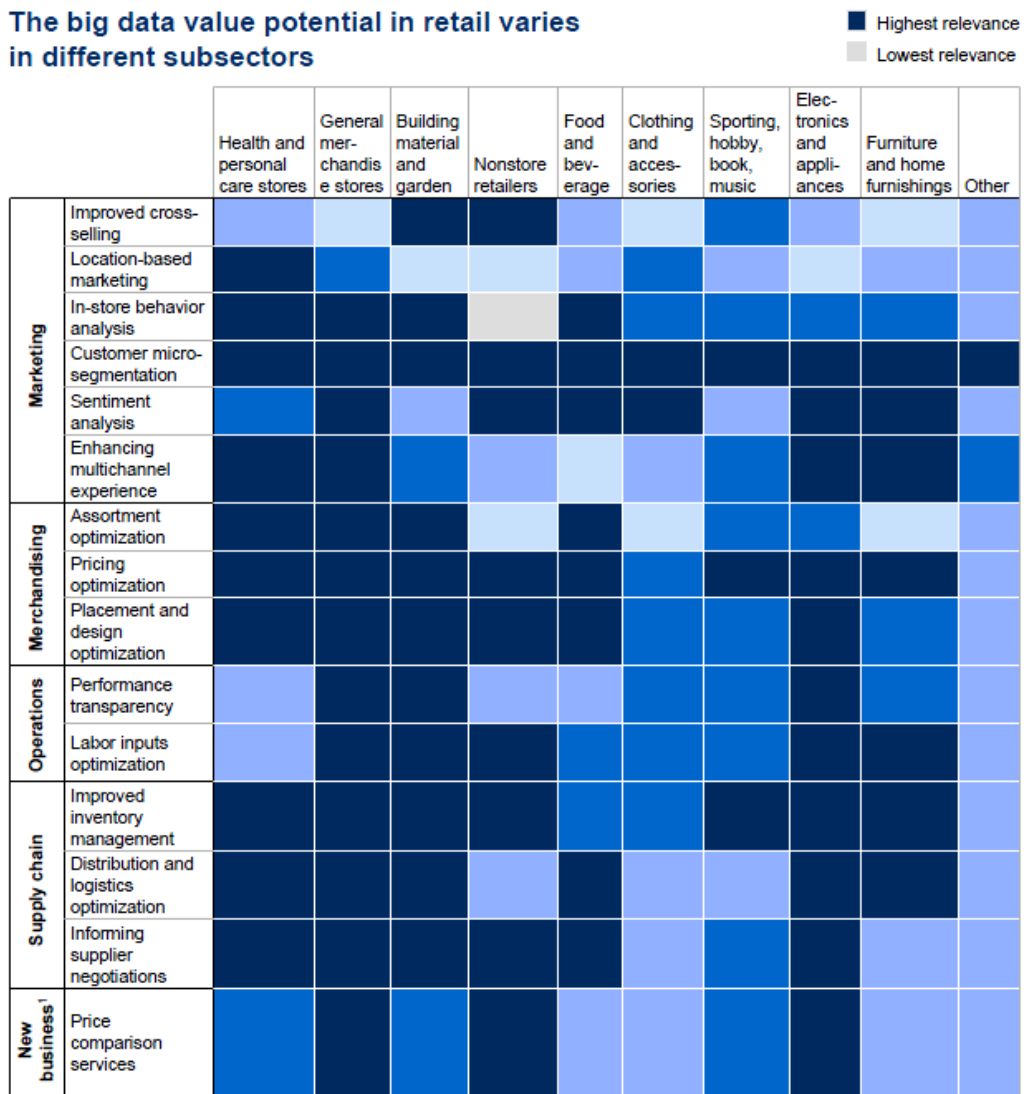 The big data value potential in retail varies
in different subsectors
Highest relevance
Lowest relevance
Health and
personal
care stores
General
mer-
chandis
e stores
Building
material
and
garden
Nonstore
retailers
Food
and
bev-
erage
Clothing
and
acces-
sories
Sporting,
hobby,
book,
music
Elec-
tronics
and
appli-
ances
Furniture
and home
furnishings
Other
Marketing
Improved cross-
selling
Location-based
marketing
In-store behavior
analysis
Customer micro-
segmentation
Sentiment
analysis
Enhancing
multichannel
experience
Merchandising
Assortment
optimization
Pricing
optimization
Placement and
design
optimization
Operations
Performance
transparency
Labor inputs
optimization
Supply chain
Improved
inventory
management
Distribution and
logistics
optimization
Informing
supplier
negotiations
New
business¹
Price
comparison
services